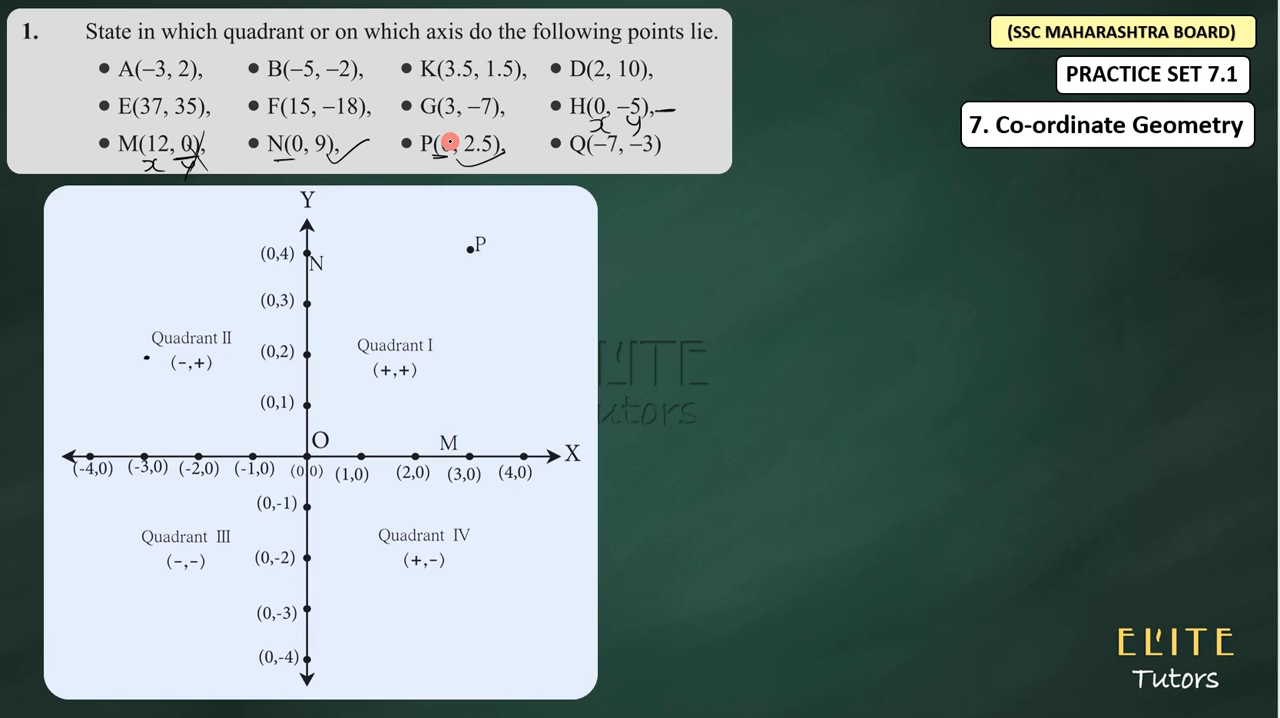 1. State in which quadrant or on which axis do the following points lie.
• A(−3, 2), • B(−5, −2), • K(3.5, 1.5), • D(2, 10),
• E(37, 35), • F(15, −18), • G(3, −7), • H(0, −5),
x y
• M(12, 0), • N(0, 9), • P( , 2.5), • Q(−7, −3)
x y
(SSC MAHARASHTRA BOARD)
PRACTICE SET 7.1
7. Co-ordinate Geometry
Y
P
(0,4)
N
(0,3)
Quadrant II
Quadrant I
(0,2)
(−,+)
(+,+)
(0,1)
O
M
X
(-4,0) (-3,0) (-2,0) (-1,0) (0,0) (1,0) (2,0) (3,0) (4,0)
(0,-1)
Quadrant III
Quadrant IV
(−,−)
(0,-2)
(+,-)
(0,-3)
(0,-4)
LITE
utors
ELITE
Tutors